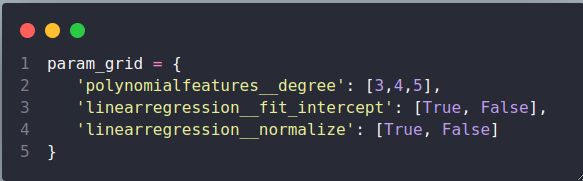 1 param_grid = {
2     'polynomialfeatures__degree': [3,4,5],
3     'linearregression__fit_intercept': [True, False],
4     'linearregression__normalize': [True, False]
5 }